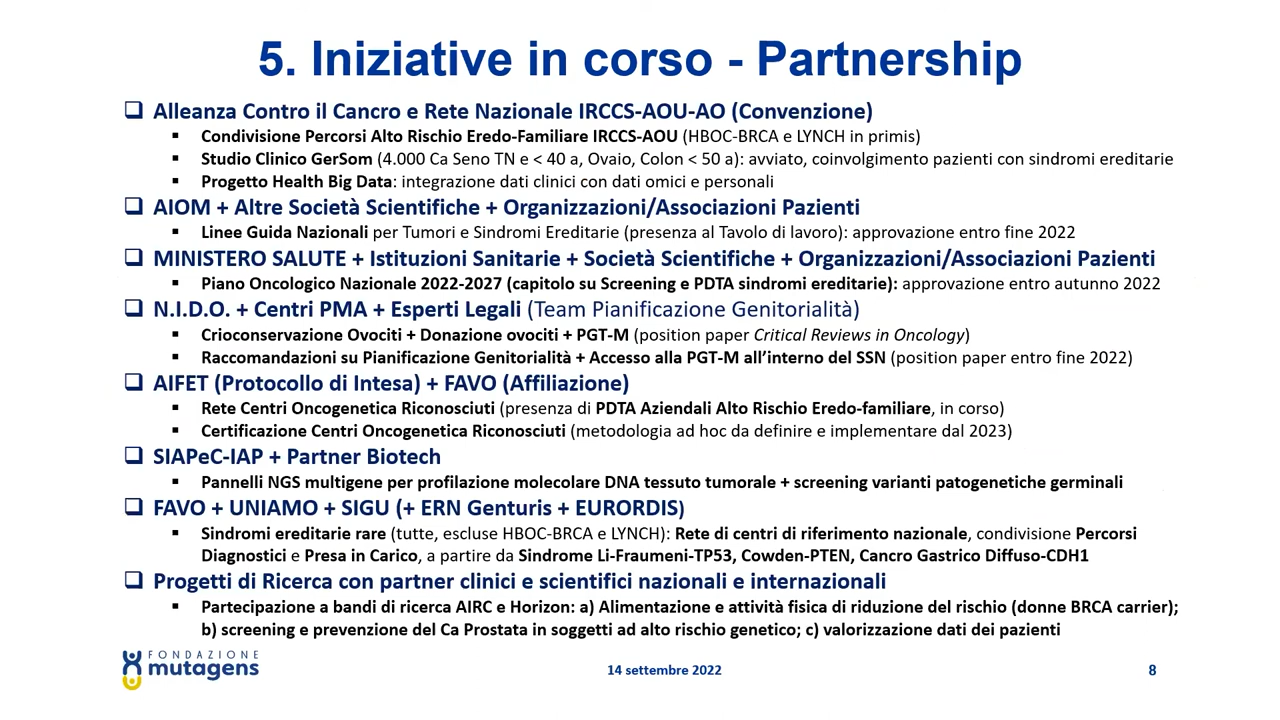 5. Iniziative in corso - Partnership
❑ Alleanza Contro il Cancro e Rete Nazionale IRCCS-AOU-AO (Convenzione)
▪ Condivisione Percorsi Alto Rischio Eredo-Familiare IRCCS-AOU (HBOC-BRCA e LYNCH in primis)
▪ Studio Clinico GerSom (4.000 Ca Seno TN e < 40 a, Ovaio, Colon < 50 a): avviato, coinvolgimento pazienti con sindromi ereditarie
▪ Progetto Health Big Data: integrazione dati clinici con dati omici e personali
❑ AIOM + Altre Società Scientifiche + Organizzazioni/Associazioni Pazienti
▪ Linee Guida Nazionali per Tumori e Sindromi Ereditarie (presenza al Tavolo di lavoro): approvazione entro fine 2022
❑ MINISTERO SALUTE + Istituzioni Sanitarie + Società Scientifiche + Organizzazioni/Associazioni Pazienti
▪ Piano Oncologico Nazionale 2022-2027 (capitolo su Screening e PDTA sindromi ereditarie): approvazione entro autunno 2022
❑ N.I.D.O. + Centri PMA + Esperti Legali (Team Pianificazione Genitorialità)
▪ Crioconservazione Ovociti + Donazione ovociti + PGT-M (position paper Critical Reviews in Oncology)
▪ Raccomandazioni su Pianificazione Genitorialità + Accesso alla PGT-M all'interno del SSN (position paper entro fine 2022)
❑ AIFET (Protocollo di Intesa) + FAVO (Affiliazione)
▪ Rete Centri Oncogenetica Riconosciuti (presenza di PDTA Aziendali Alto Rischio Eredo-familiare, in corso)
▪ Certificazione Centri Oncogenetica Riconosciuti (metodologia ad hoc da definire e implementare dal 2023)
❑ SIAPeC-IAP + Partner Biotech
▪ Pannelli NGS multigene per profilazione molecolare DNA tessuto tumorale + screening varianti patogenetiche germinali
❑ FAVO + UNIAMO + SIGU (+ ERN Genturis + EURORDIS)
▪ Sindromi ereditarie rare (tutte, escluse HBOC-BRCA e LYNCH): Rete di centri di riferimento nazionale, condivisione Percorsi
Diagnostici e Presa in Carico, a partire da Sindrome Li-Fraumeni-TP53, Cowden-PTEN, Cancro Gastrico Diffuso-CDH1
❑ Progetti di Ricerca con partner clinici e scientifici nazionali e internazionali
▪ Partecipazione a bandi di ricerca AIRC e Horizon: a) Alimentazione e attività fisica di riduzione del rischio (donne BRCA carrier);
b) screening e prevenzione del Ca Prostata in soggetti ad alto rischio genetico; c) valorizzazione dati dei pazienti
FONDAZIONE
mutagens
14 settembre 2022
8